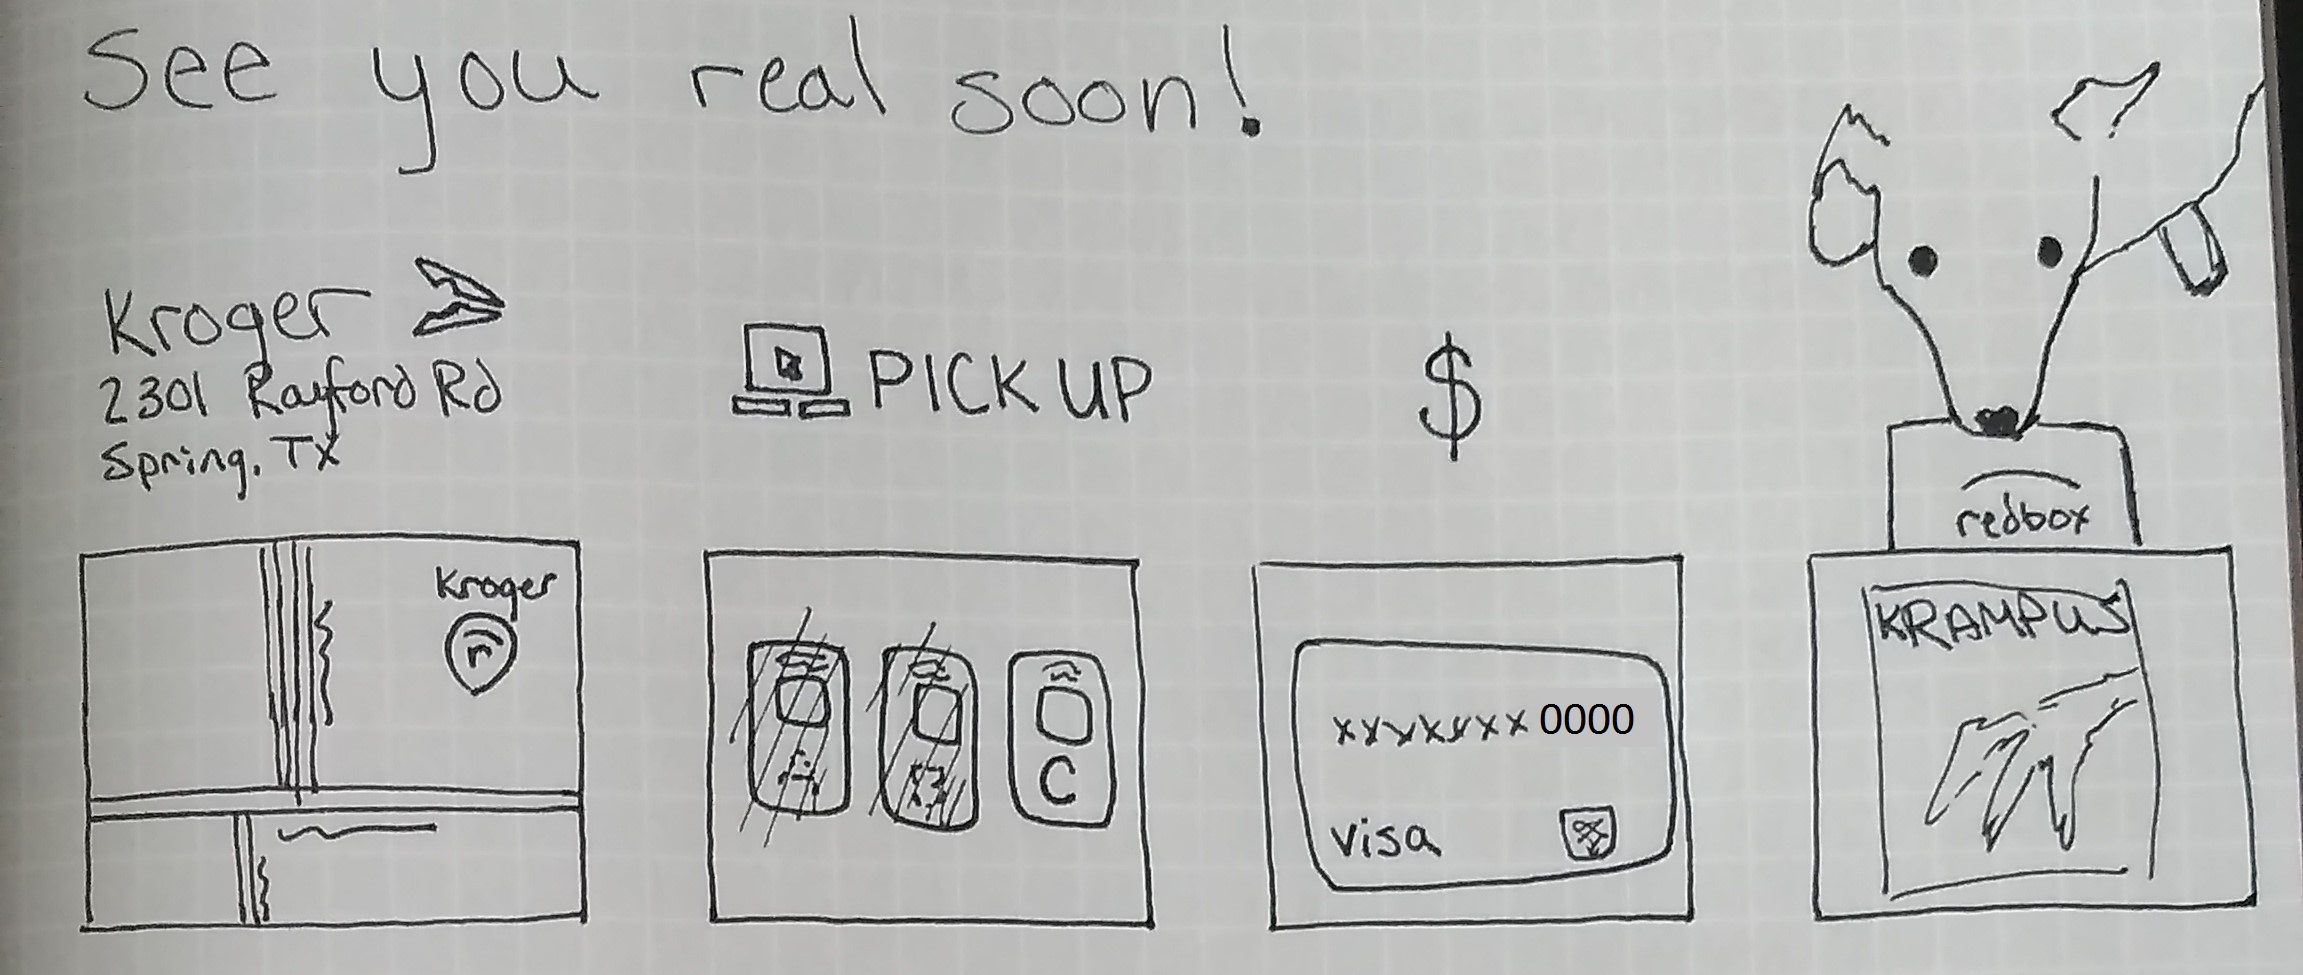 See you real soon!
Kroger
2301 Rayford Rd
Spring, TX
PICK UP
$
redbox
Kroger
A
B
C
xxxxxxx 0000
visa
KRAMPUS